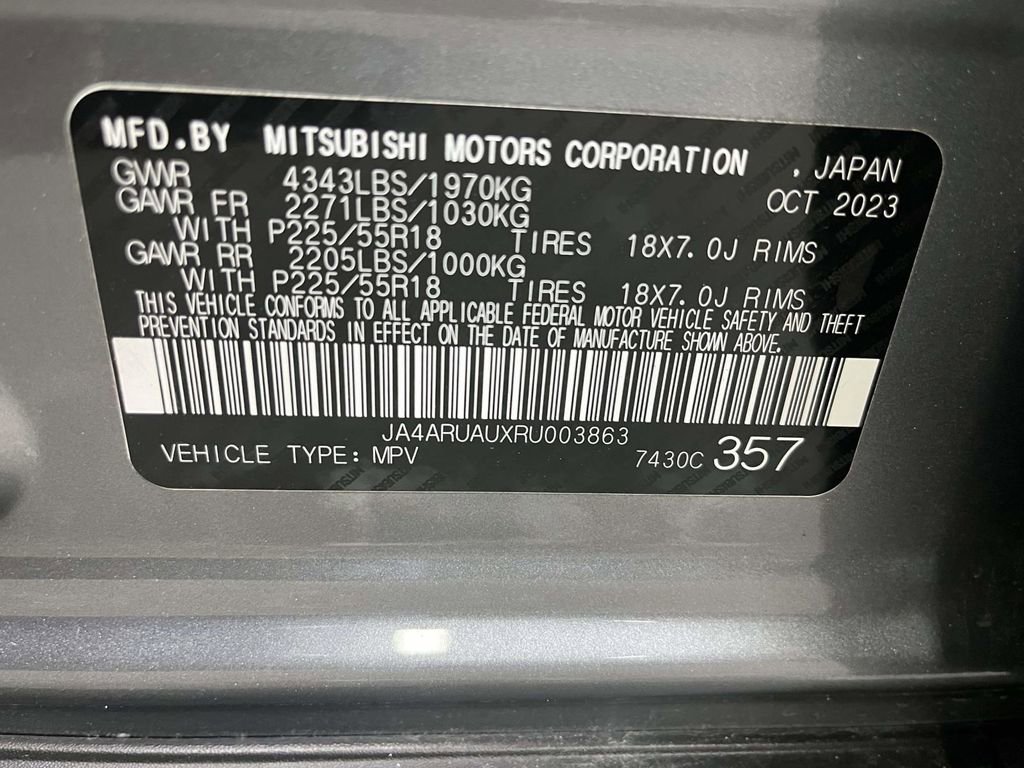 MFD.BY MITSUBISHI MOTORS CORPORATION , JAPAN
GVWR 4343LBS/1970KG OCT 2023
GAWR FR 2271LBS/1030KG
WITH P225/55R18 TIRES 18X7.0J RIMS
GAWR RR 2205LBS/1000KG
WITH P225/55R18 TIRES 18X7.0J RIMS
THIS VEHICLE CONFORMS TO ALL APPLICABLE FEDERAL MOTOR VEHICLE SAFETY AND THEFT
PREVENTION STANDARDS IN EFFECT ON THE DATE OF MANUFACTURE SHOWN ABOVE.
JA4ARUAUXRU003863
VEHICLE TYPE: MPV 7430C 357